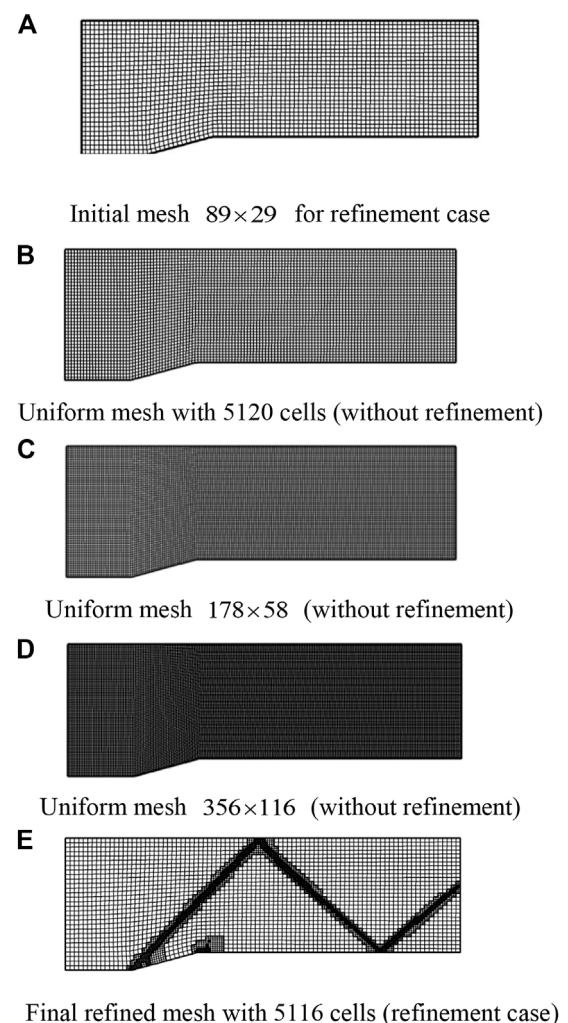 A
Initial mesh 89×29 for refinement case
B
Uniform mesh with 5120 cells (without refinement)
C
Uniform mesh 178×58 (without refinement)
D
Uniform mesh 356×116 (without refinement)
E
Final refined mesh with 5116 cells (refinement case)